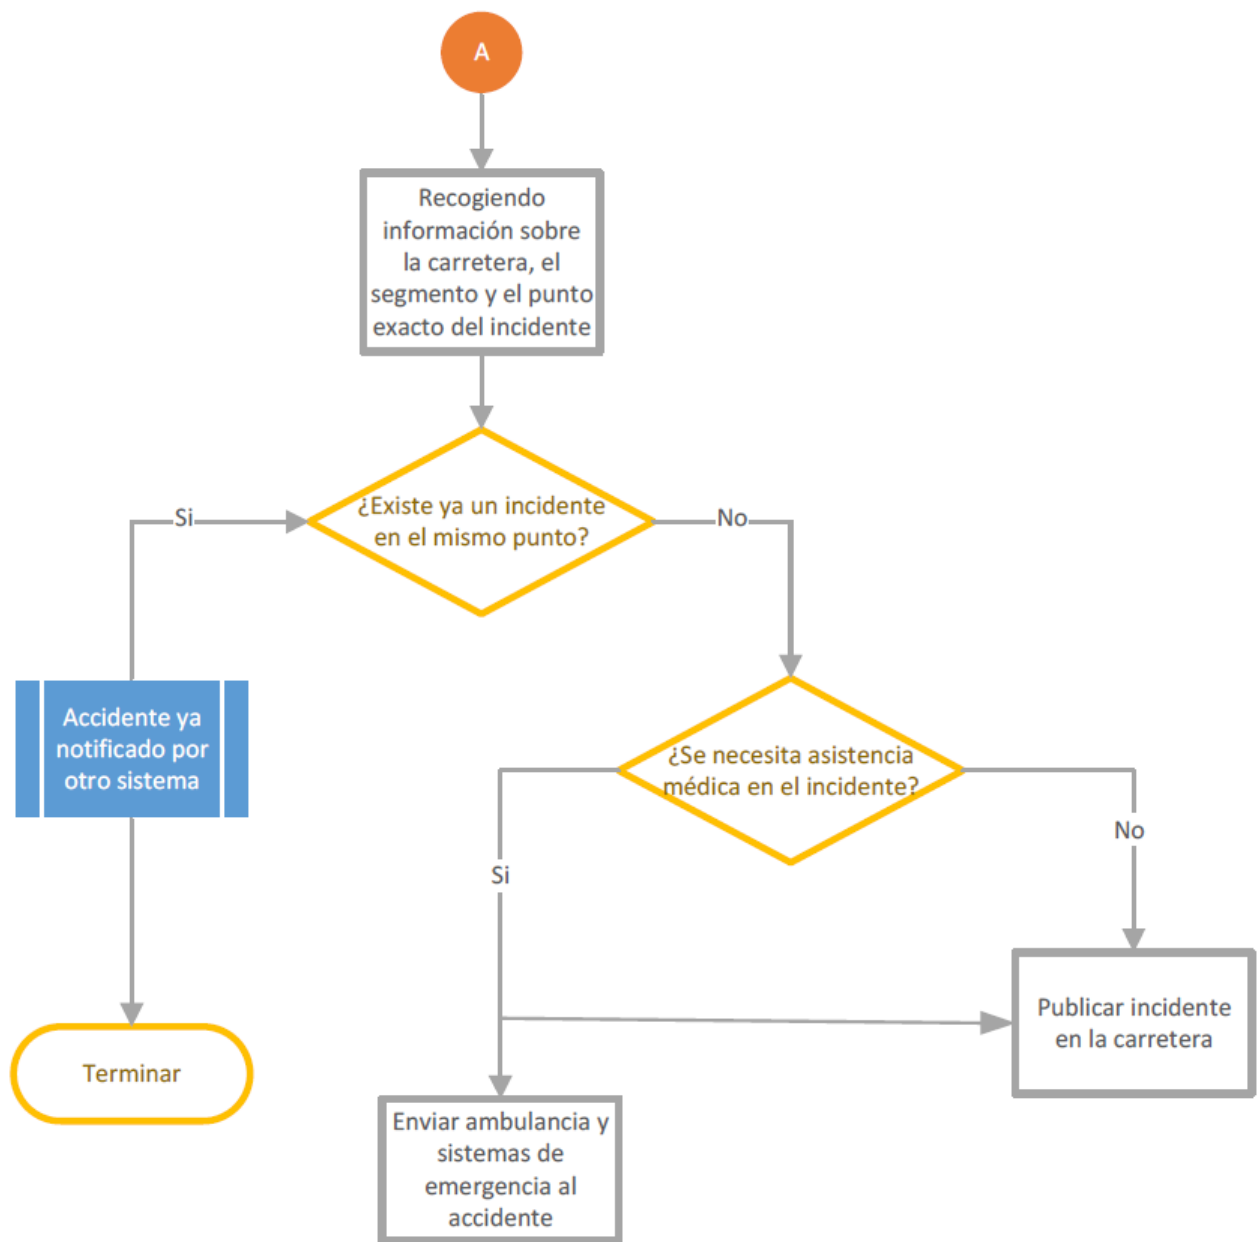 A
Recogiendo
información sobre
la carretera, el
segmento y el punto
exacto del incidente
¿Existe ya un incidente
en el mismo punto?
Si
No
Accidente ya
notificado por
otro sistema
¿Se necesita asistencia
médica en el incidente?
Si
No
Publicar incidente
en la carretera
Terminar
Enviar ambulancia y
sistemas de
emergencia al
accidente